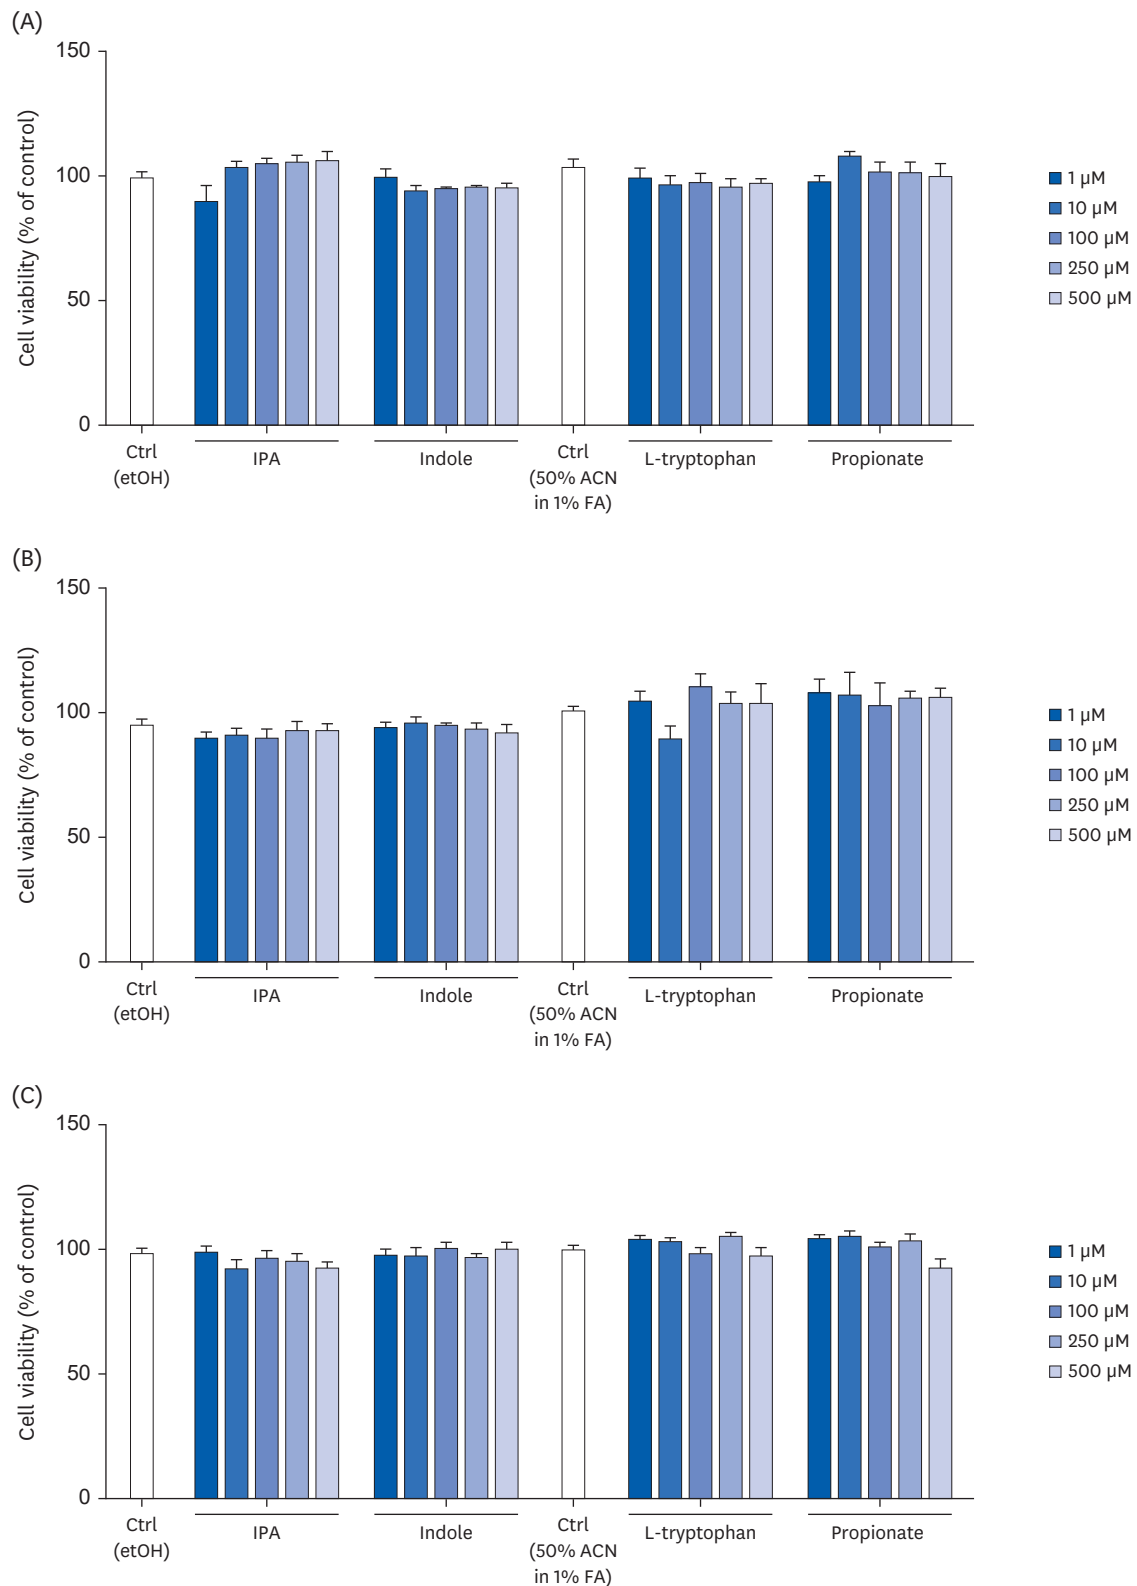 (A)
150
100
50
0
Cell viability (% of control)
Ctrl
(etOH)
IPA
Indole
Ctrl
(50% ACN
in 1% FA)
L-tryptophan
Propionate
1 µM
10 µM
100 µM
250 µM
500 µM
(B)
150
100
50
0
Cell viability (% of control)
Ctrl
(etOH)
IPA
Indole
Ctrl
(50% ACN
in 1% FA)
L-tryptophan
Propionate
1 µM
10 µM
100 µM
250 µM
500 µM
(C)
150
100
50
0
Cell viability (% of control)
Ctrl
(etOH)
IPA
Indole
Ctrl
(50% ACN
in 1% FA)
L-tryptophan
Propionate
1 µM
10 µM
100 µM
250 µM
500 µM